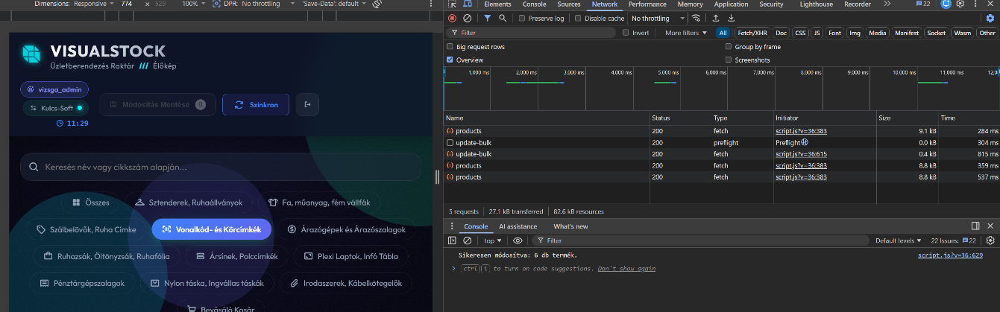 Dimensions: Responsive 774 × 529 100% DPR: No throttling 'Save-Data': default
VISUALSTOCK
Üzletberendezés Raktár /// Élőkép
vizsga_admin
Kulcs-Soft
11:29
Módosítás Mentése 0
Szinkron
Keresés név vagy cikkszám alapján...
Összes
Sztenderek, Ruhaállványok
Fa, műanyag, fém vállfák
Szálbelövők, Ruha Címke
Vonalkód- és Körcímkék
Árazógépek és Árazószalagok
Ruhazsák, Öltönyzsák, Ruhafólia
Ársínek, Polccímkék
Plexi Laptok, Infó Tábla
Pénztárgépszalagok
Nylon táska, Ingvállas táskák
Irodaszerek, Kábelkötegelők
Bevásáló Kosár
Elements Console Sources Network Performance Memory Application Security Lighthouse Recorder 22
Preserve log Disable cache No throttling
Filter Invert More filters All Fetch/XHR Doc CSS JS Font Img Media Manifest Socket Wasm Other
Big request rows Group by frame
Overview Screenshots
1,000 ms 2,000 ms 3,000 ms 4,000 ms 5,000 ms 6,000 ms 7,000 ms 8,000 ms 9,000 ms 10,000 ms 11,000 ms 12,0
Name Status Type Initiator Size Time
products 200 fetch script.js?v=36:383 9.1 kB 284 ms
update-bulk 200 preflight Preflight 0.0 kB 304 ms
update-bulk 200 fetch script.js?v=36:615 0.4 kB 815 ms
products 200 fetch script.js?v=36:383 8.8 kB 359 ms
products 200 fetch script.js?v=36:383 8.8 kB 537 ms
5 requests 27.1 kB transferred 82.6 kB resources
Console AI assistance What's new
top Filter Default levels 22 Issues: 22
Sikeresen módosítva: 6 db termék. script.js?v=36:629
ctrl i to turn on code suggestions. Don't show again